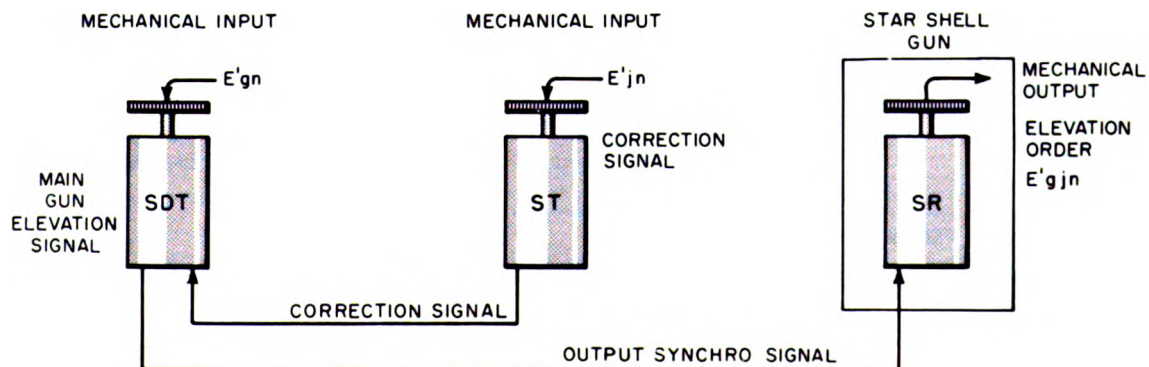 MECHANICAL INPUT
MECHANICAL INPUT
STAR SHELL
GUN
E'gn
E'jn
MECHANICAL
OUTPUT
CORRECTION
SIGNAL
ELEVATION
ORDER
E'gjn
MAIN
GUN
ELEVATION
SIGNAL
SDT
ST
SR
CORRECTION SIGNAL
OUTPUT SYNCHRO SIGNAL